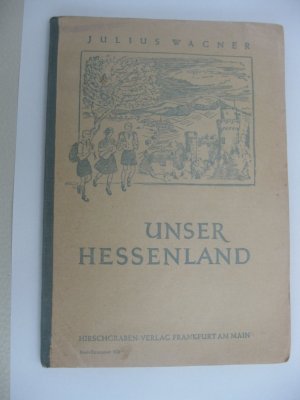 JULIUS WAGNER
UNSER
HESSENLAND
HIRSCHGRABEN-VERLAG FRANKFURT AM MAIN